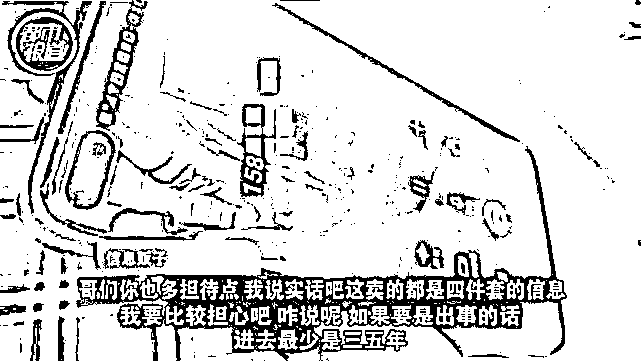 都市
报道
158
信息贩子
哥们你也多担待点 我说实话吧这卖的都是四件套的信息
我要比较担心吧 咋说呢 如果要是出事的话
进去最少是三五年